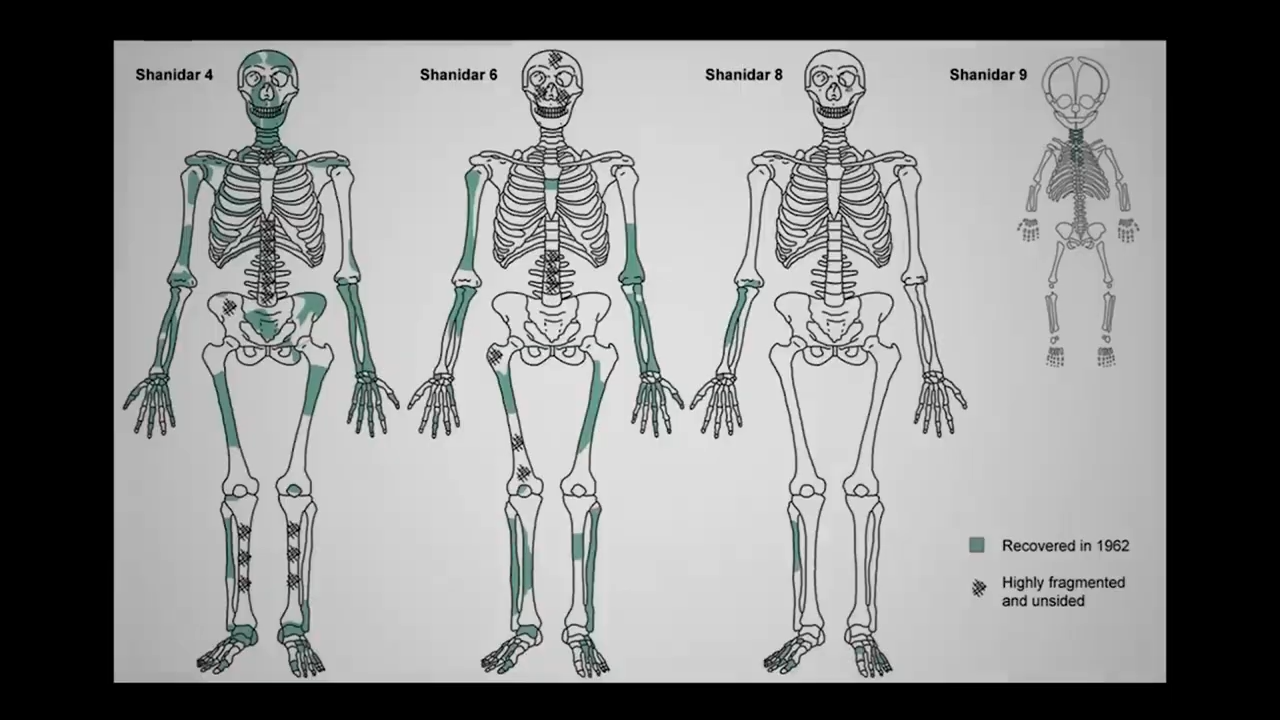 Shanidar 4
Shanidar 6
Shanidar 8
Shanidar 9
Recovered in 1962
Highly fragmented
and unsided